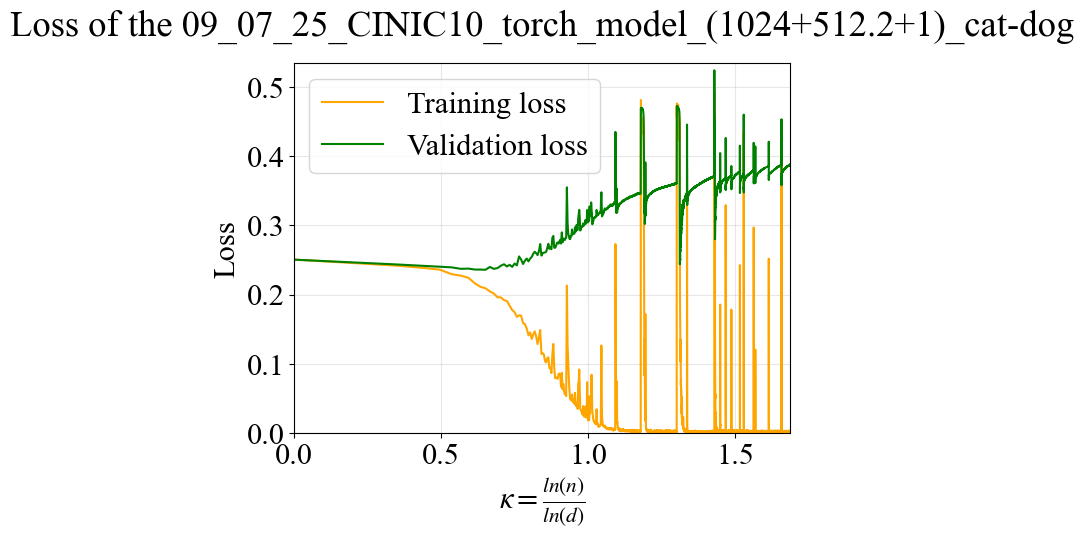 Loss of the 09_07_25_CINIC10_torch_model_(1024+512.2+1)_cat-dog
0.5
0.4
0.3
0.2
0.1
0.0
Loss
Training loss
Validation loss
0.0 0.5 1.0 1.5
κ = ln(n) / ln(d)